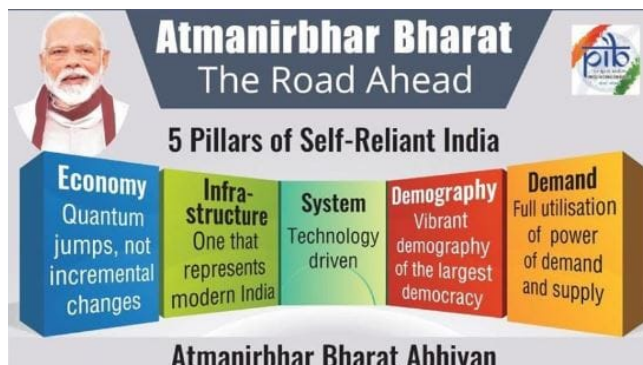 Atmanirbhar Bharat
The Road Ahead
pib
5 Pillars of Self-Reliant India
Economy
Quantum
jumps, not
incremental
changes
Infra-
structure
One that
represents
modern India
System
Technology
driven
Demography
Vibrant
demography
of the largest
democracy
Demand
Full utilisation
of power
of demand
and supply
Atmanirbhar Bharat Abhiyan